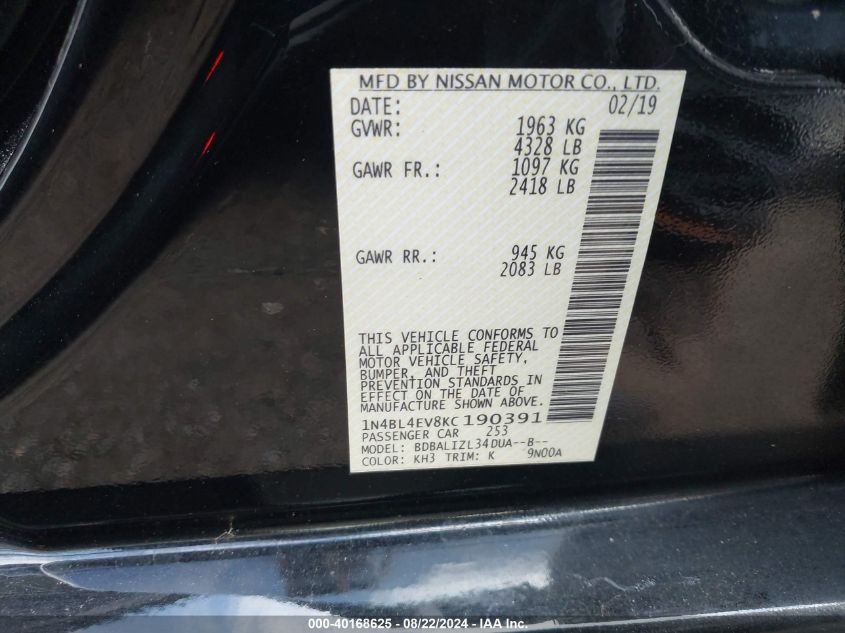 MFD BY NISSAN MOTOR CO., LTD.
DATE: 02/19
GVWR: 1963 KG
4328 LB
GAWR FR.: 1097 KG
2418 LB
GAWR RR.: 945 KG
2083 LB
THIS VEHICLE CONFORMS TO
ALL APPLICABLE FEDERAL
MOTOR VEHICLE SAFETY,
BUMPER, AND THEFT
PREVENTION STANDARDS IN
EFFECT ON THE DATE OF
MANUFACTURE SHOWN ABOVE.
1N4BL4EV8KC190391
PASSENGER CAR 253
MODEL: BDBALIZL34DUA--B--
COLOR: KH3 TRIM: K 9N00A
000-40168625 - 08/22/2024 - IAA Inc.